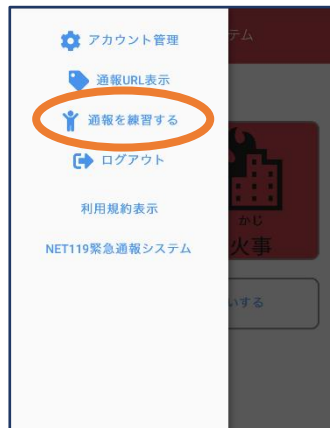 アカウント管理
テム
通報URL表示
通報を練習する
ログアウト
利用規約表示
かじ
火事
NET119緊急通報システム
いする